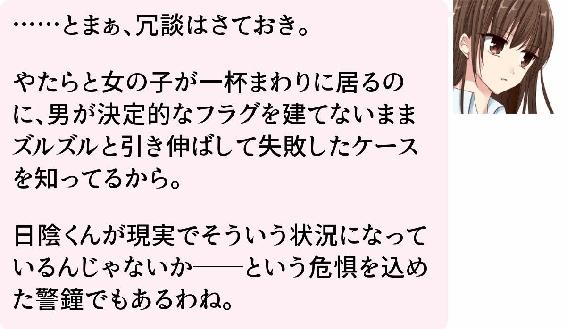 ……とまぁ、冗談はさておき。
やたらと女の子が一杯まわりに居るの
に、男が決定的なフラグを建てないまま
ズルズルと引き伸ばして失敗したケース
を知ってるから。
日陰くんが現実でそういう状況になって
いるんじゃないか──という危惧を込め
た警鐘でもあるわね。